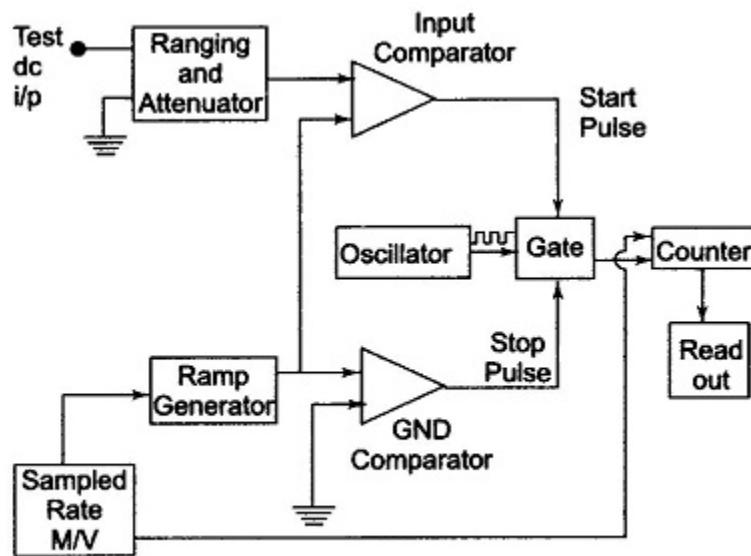 Test
dc
i/p
Ranging
and
Attenuator
Input
Comparator
Start
Pulse
Oscillator
Gate
Counter
Read
out
Stop
Pulse
Ramp
Generator
GND
Comparator
Sampled
Rate
M/V